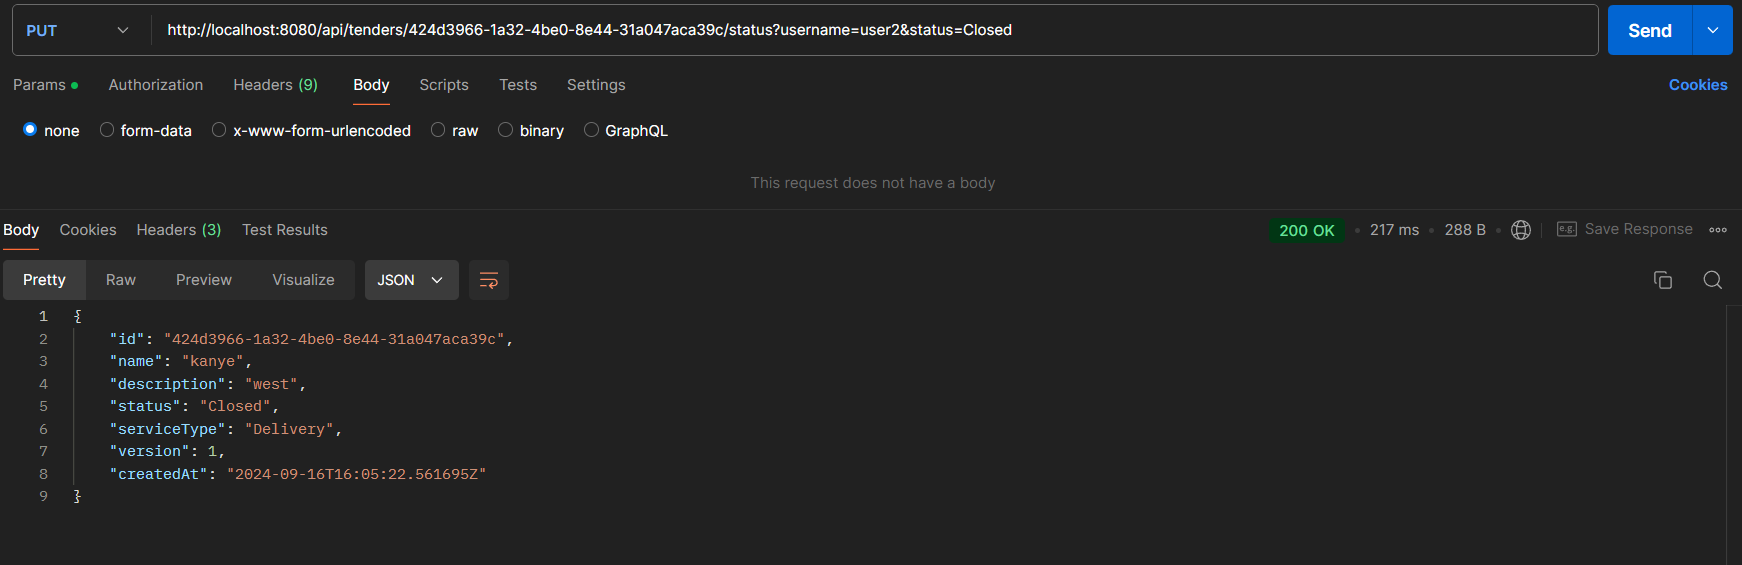 PUT http://localhost:8080/api/tenders/424d3966-1a32-4be0-8e44-31a047aca39c/status?username=user2&status=Closed Send
Params Authorization Headers (9) Body Scripts Tests Settings Cookies
none form-data x-www-form-urlencoded raw binary GraphQL
This request does not have a body
Body Cookies Headers (3) Test Results 200 OK 217 ms 288 B e.g. Save Response
Pretty Raw Preview Visualize JSON
1 {
2 "id": "424d3966-1a32-4be0-8e44-31a047aca39c",
3 "name": "kanye",
4 "description": "west",
5 "status": "Closed",
6 "serviceType": "Delivery",
7 "version": 1,
8 "createdAt": "2024-09-16T16:05:22.561695Z"
9 }